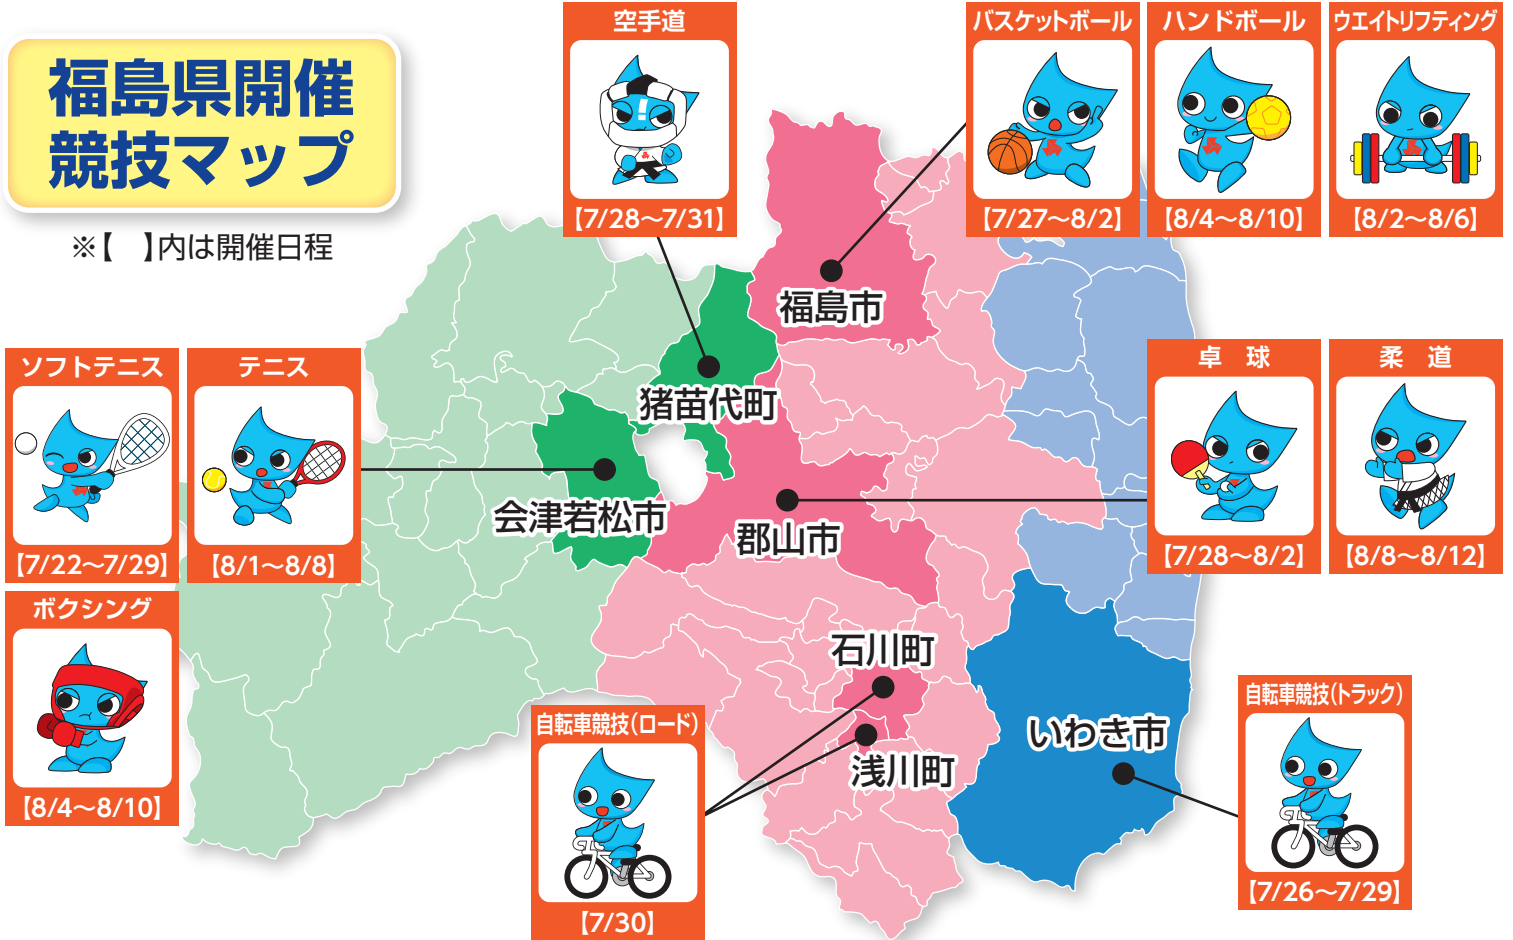 福島県開催
競技マップ
※【　】内は開催日程
空手道
【7/28～7/31】
バスケットボール
【7/27～8/2】
ハンドボール
【8/4～8/10】
ウエイトリフティング
【8/2～8/6】
福島市
猪苗代町
ソフトテニス
【7/22～7/29】
テニス
【8/1～8/8】
ボクシング
【8/4～8/10】
会津若松市
郡山市
卓　球
【7/28～8/2】
柔　道
【8/8～8/12】
石川町
浅川町
自転車競技（ロード）
【7/30】
いわき市
自転車競技（トラック）
【7/26～7/29】